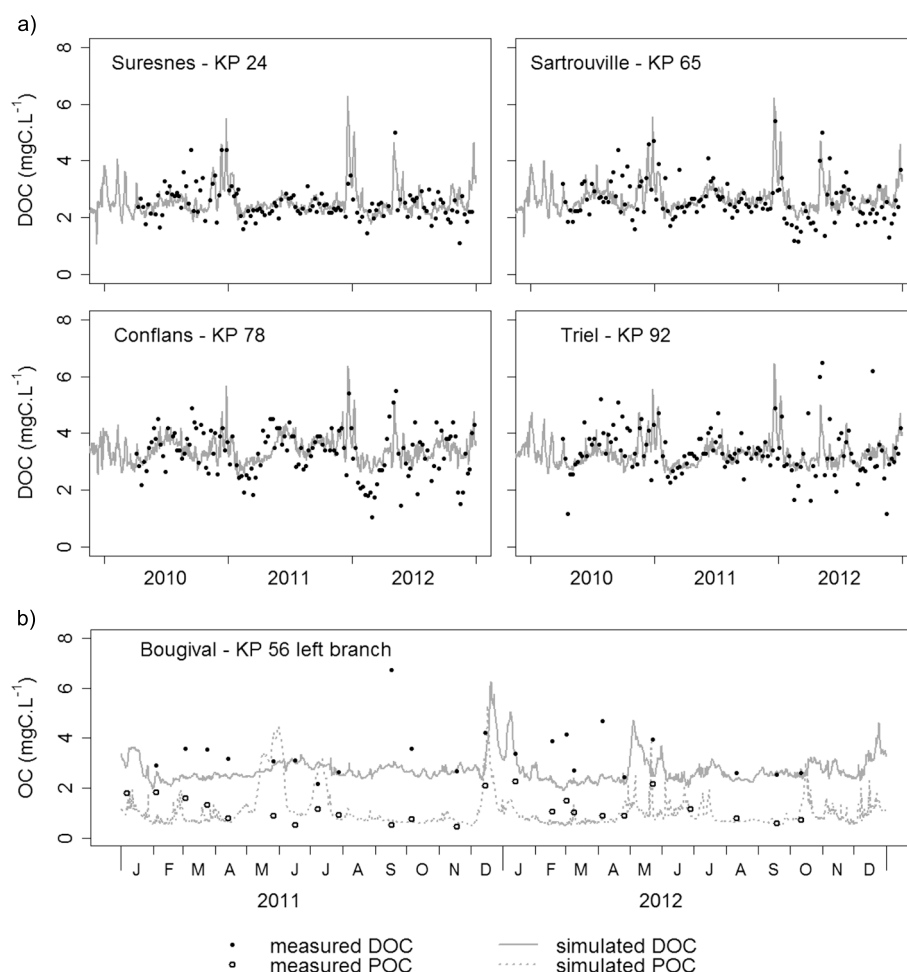 a)
Suresnes - KP 24
Sartrouville - KP 65
DOC (mgC.L-1)
8
6
4
2
0
Conflans - KP 78
Triel - KP 92
DOC (mgC.L-1)
8
6
4
2
0
2010 2011 2012 2010 2011 2012
b)
Bougival - KP 56 left branch
OC (mgC.L-1)
8
6
4
2
0
J F M A M J J A S O N D J F M A M J J A S O N D
2011 2012
measured DOC simulated DOC
measured POC simulated POC